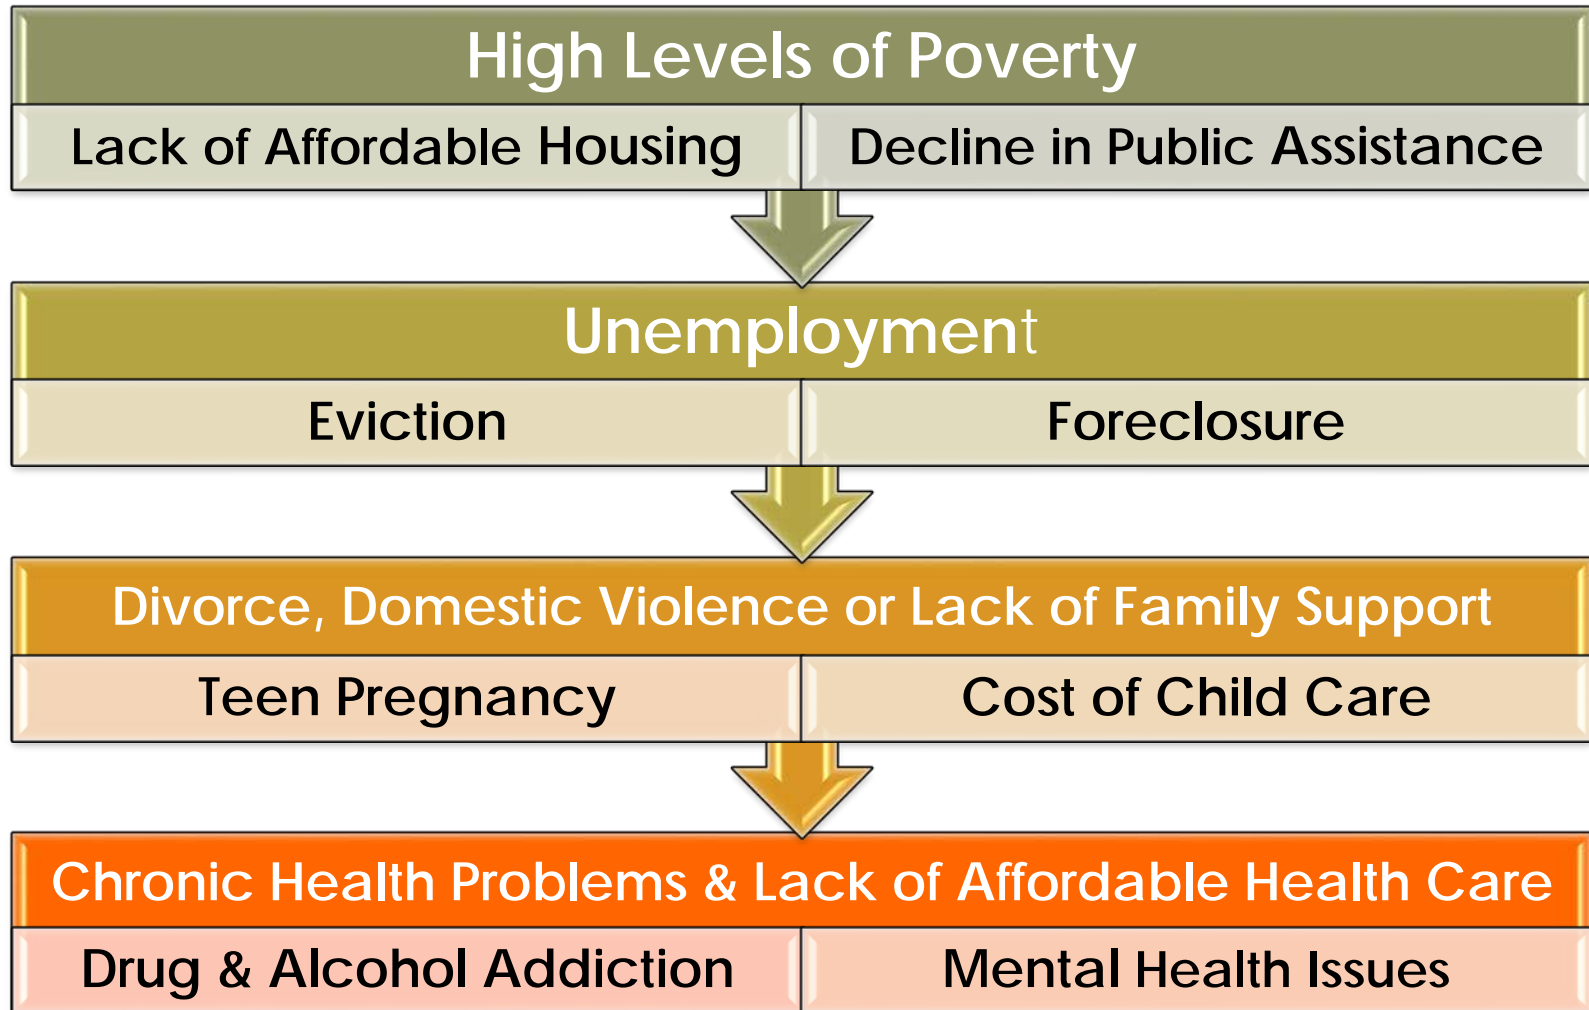 High Levels of Poverty
Lack of Affordable Housing
Decline in Public Assistance
Unemployment
Eviction
Foreclosure
Divorce, Domestic Violence or Lack of Family Support
Teen Pregnancy
Cost of Child Care
Chronic Health Problems & Lack of Affordable Health Care
Drug & Alcohol Addiction
Mental Health Issues